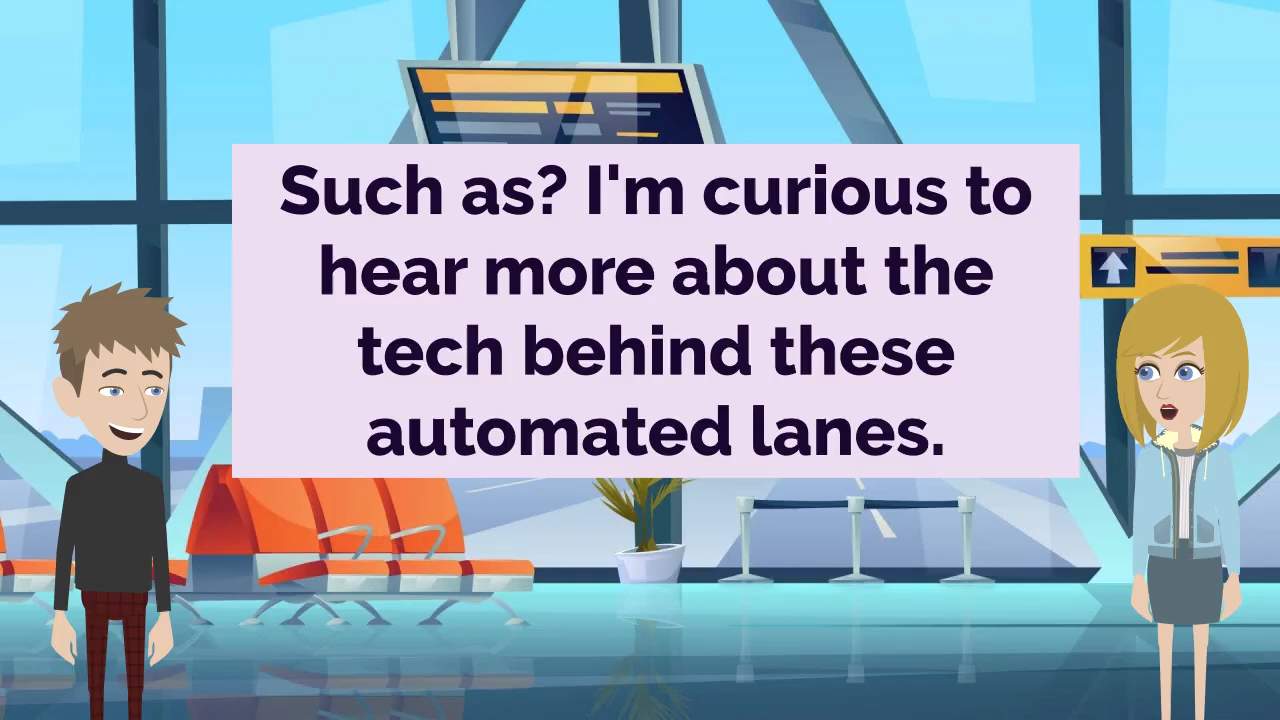 Such as? I'm curious to
hear more about the
tech behind these
automated lanes.